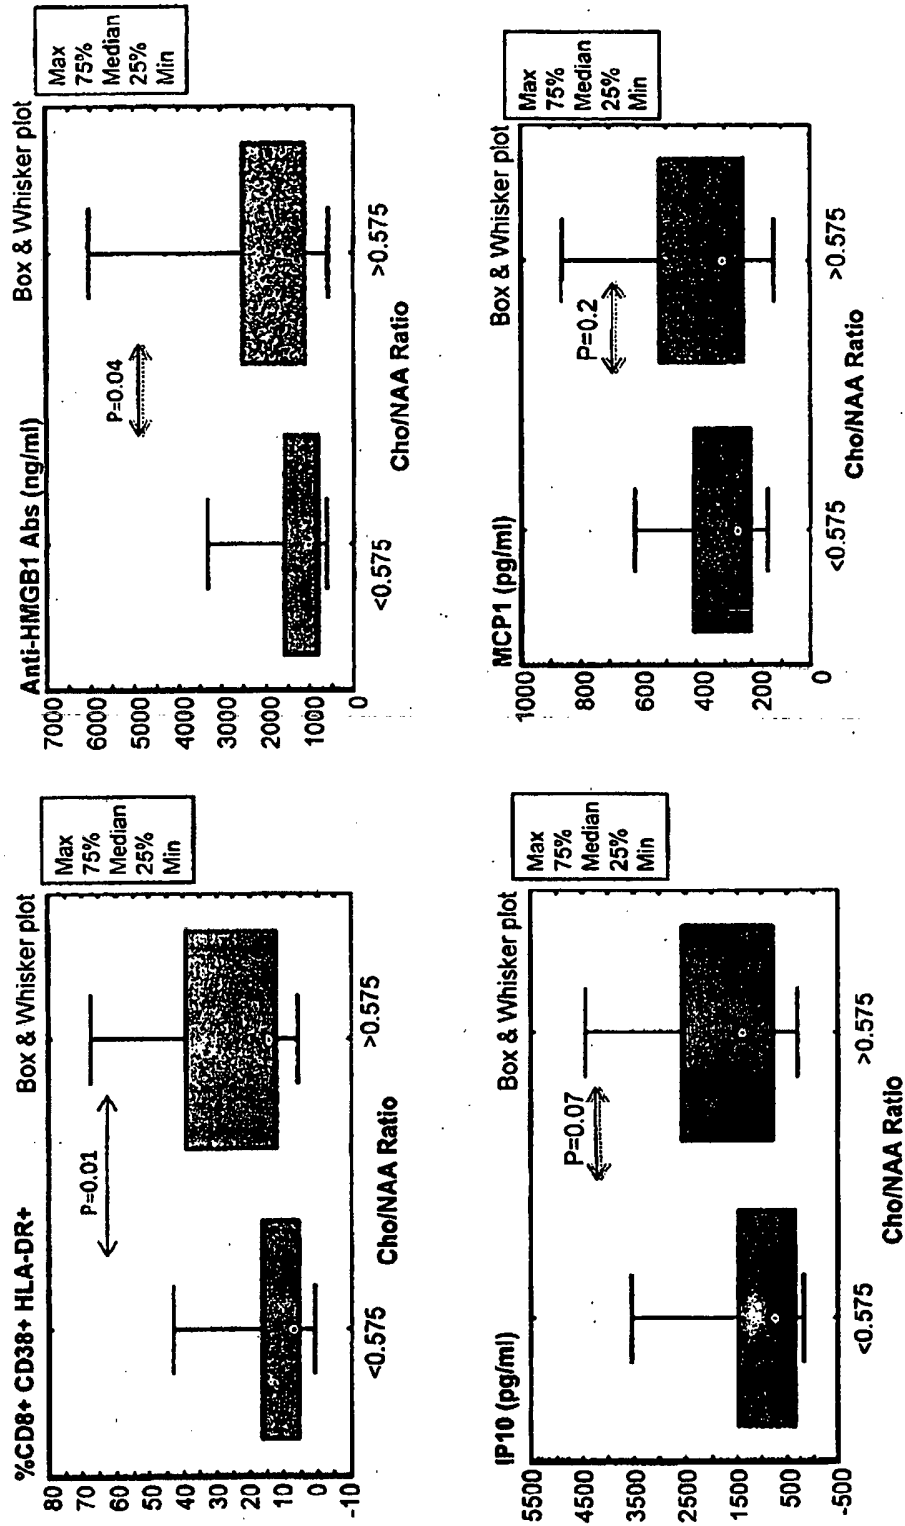 %CD8+ CD38+ HLA-DR+
Box & Whisker plot
80
70
60
50
40
30
20
10
0
-10
P=0.01
<0.575
>0.575
Cho/NAA Ratio
Max
75%
Median
25%
Min
Anti-HMGB1 Abs (ng/ml)
Box & Whisker plot
7000
6000
5000
4000
3000
2000
1000
0
P=0.04
<0.575
>0.575
Cho/NAA Ratio
Max
75%
Median
25%
Min
IP10 (pg/ml)
Box & Whisker plot
5500
4500
3500
2500
1500
500
-500
P=0.07
<0.575
>0.575
Cho/NAA Ratio
Max
75%
Median
25%
Min
MCP1 (pg/ml)
Box & Whisker plot
1000
800
600
400
200
0
P=0.2
<0.575
>0.575
Cho/NAA Ratio
Max
75%
Median
25%
Min